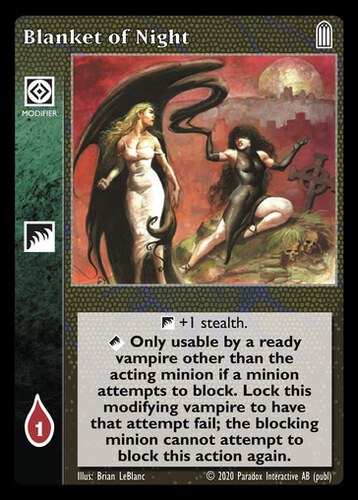 Blanket of Night
MODIFIER
+1 stealth.
Only usable by a ready
vampire other than the
acting minion if a minion
attempts to block. Lock this
modifying vampire to have
that attempt fail; the blocking
minion cannot attempt to
block this action again.
1
Illus: Brian LeBlanc © 2020 Paradox Interactive AB (publ)